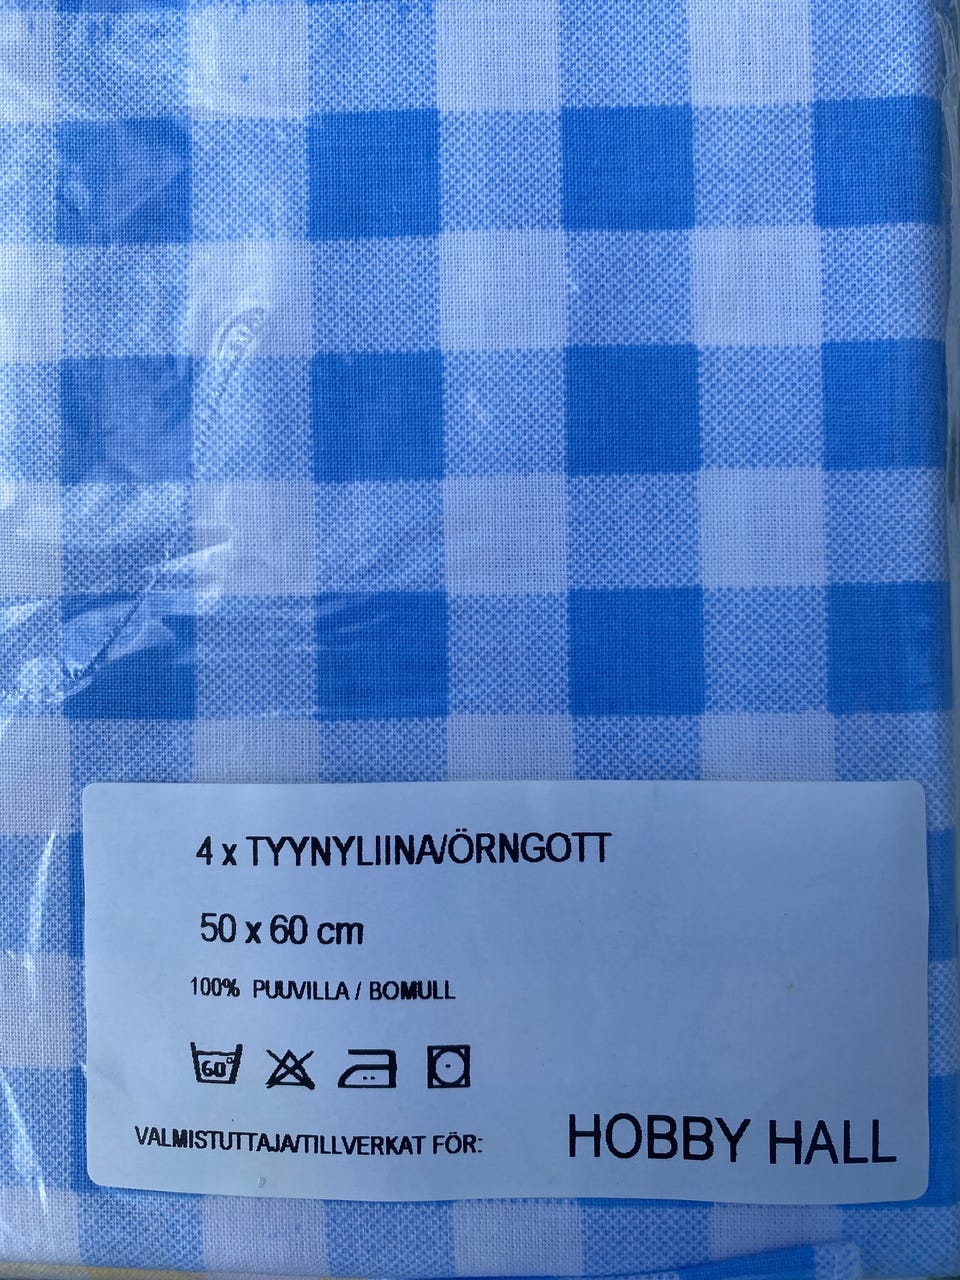 4 x TYYNYLIINA/ÖRNGOTT
50 x 60 cm
100% PUUVILLA / BOMULL
60°
VALMISTUTTAJA/TILLVERKAT FÖR:
HOBBY HALL